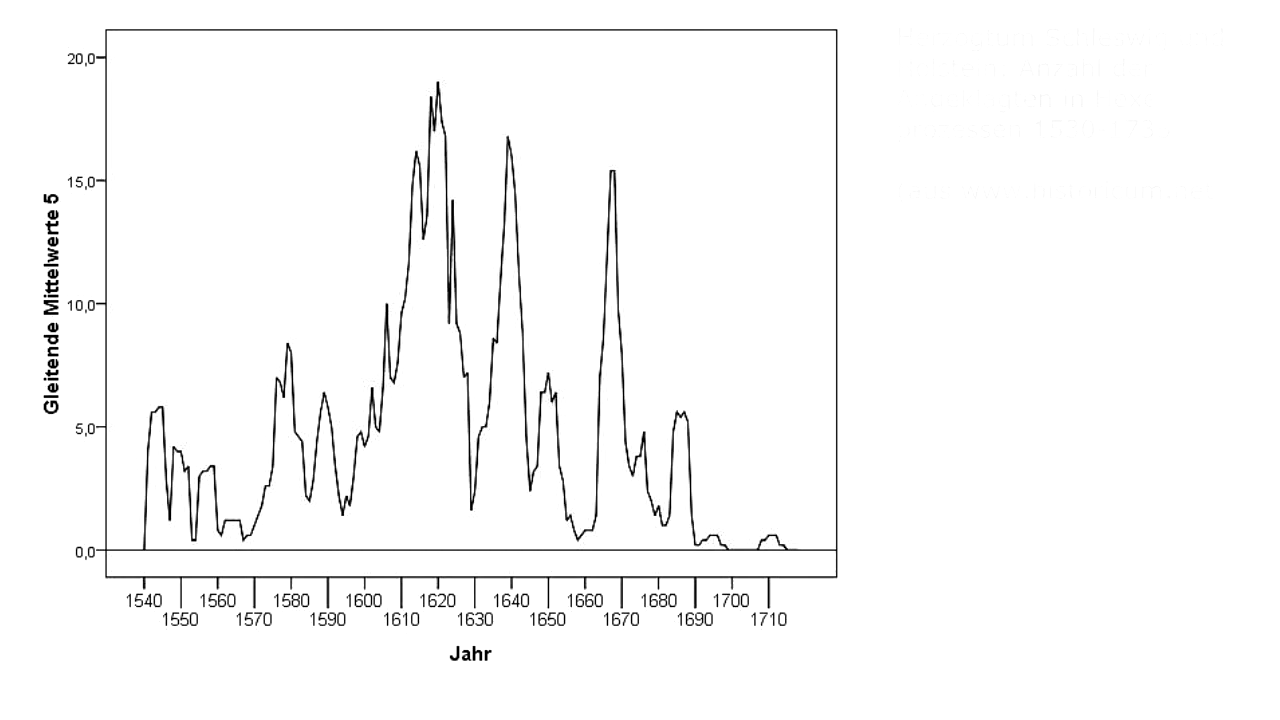 20,0
15,0
10,0
5,0
0,0
Gleitende Mittelwerte 5
1540 1560 1580 1600 1620 1640 1660 1680 1700
1550 1570 1590 1610 1630 1650 1670 1690 1710
Jahr